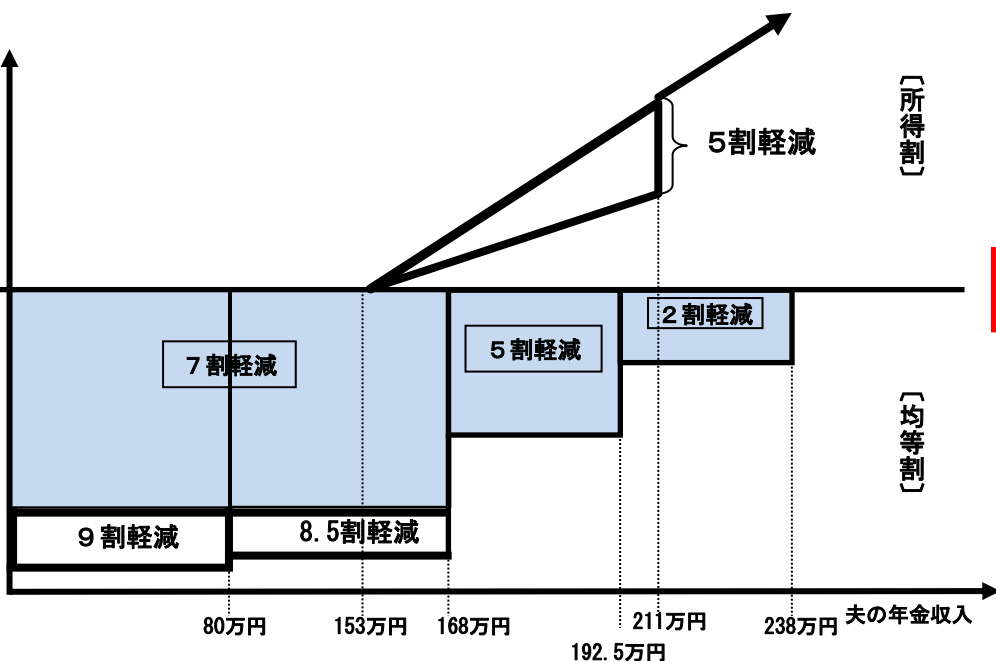 〔所得割〕
５割軽減
２割軽減
５割軽減
７割軽減
〔均等割〕
９割軽減
8.5割軽減
80万円
153万円
168万円
192.5万円
211万円
238万円
夫の年金収入